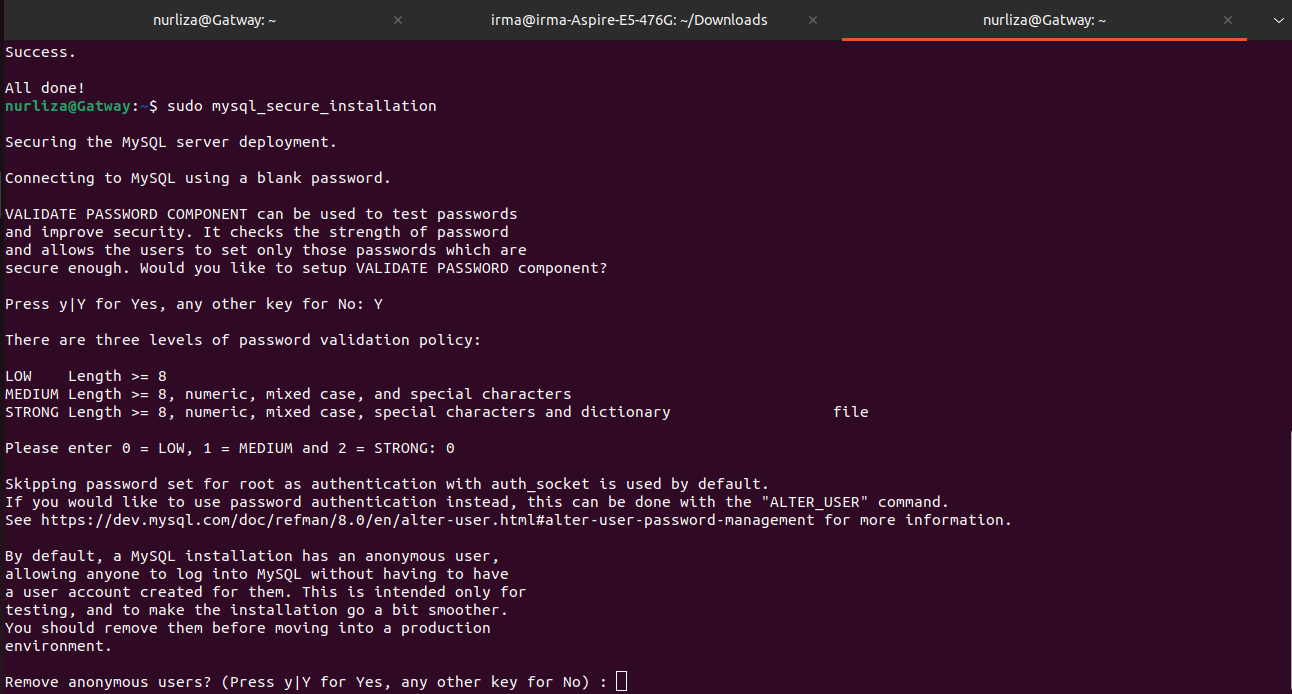 nurliza@Gatway: ~
irma@irma-Aspire-E5-476G: ~/Downloads
nurliza@Gatway: ~
Success.
All done!
nurliza@Gatway:~$ sudo mysql_secure_installation
Securing the MySQL server deployment.
Connecting to MySQL using a blank password.
VALIDATE PASSWORD COMPONENT can be used to test passwords
and improve security. It checks the strength of password
and allows the users to set only those passwords which are
secure enough. Would you like to setup VALIDATE PASSWORD component?
Press y|Y for Yes, any other key for No: Y
There are three levels of password validation policy:
LOW    Length >= 8
MEDIUM Length >= 8, numeric, mixed case, and special characters
STRONG Length >= 8, numeric, mixed case, special characters and dictionary                  file
Please enter 0 = LOW, 1 = MEDIUM and 2 = STRONG: 0
Skipping password set for root as authentication with auth_socket is used by default.
If you would like to use password authentication instead, this can be done with the "ALTER_USER" command.
See https://dev.mysql.com/doc/refman/8.0/en/alter-user.html#alter-user-password-management for more information.
By default, a MySQL installation has an anonymous user,
allowing anyone to log into MySQL without having to have
a user account created for them. This is intended only for
testing, and to make the installation go a bit smoother.
You should remove them before moving into a production
environment.
Remove anonymous users? (Press y|Y for Yes, any other key for No) :